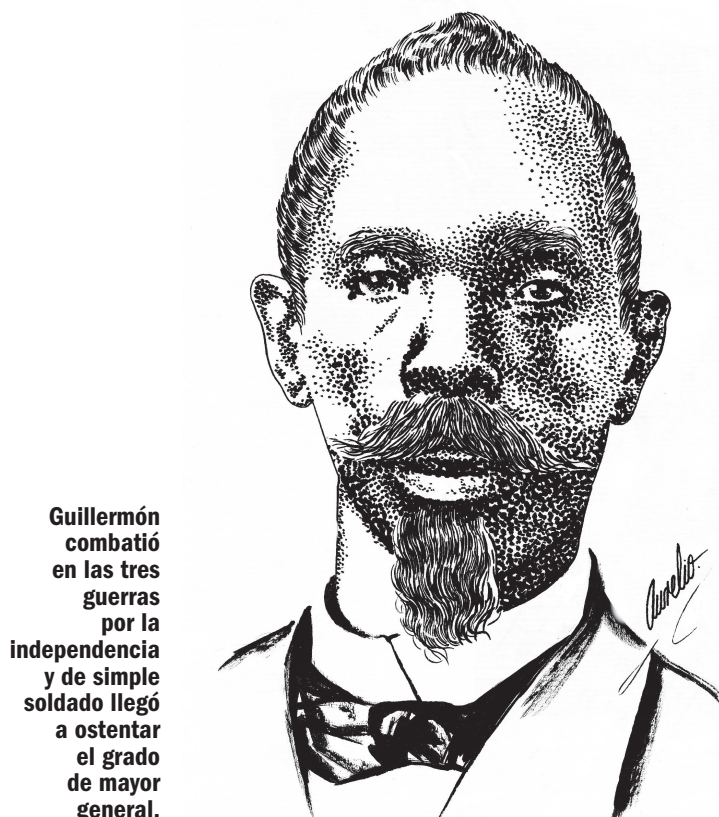 Guillermón
combatió
en las tres
guerras
por la
independencia
y de simple
soldado llegó
a ostentar
el grado
de mayor
general.
Aurelio